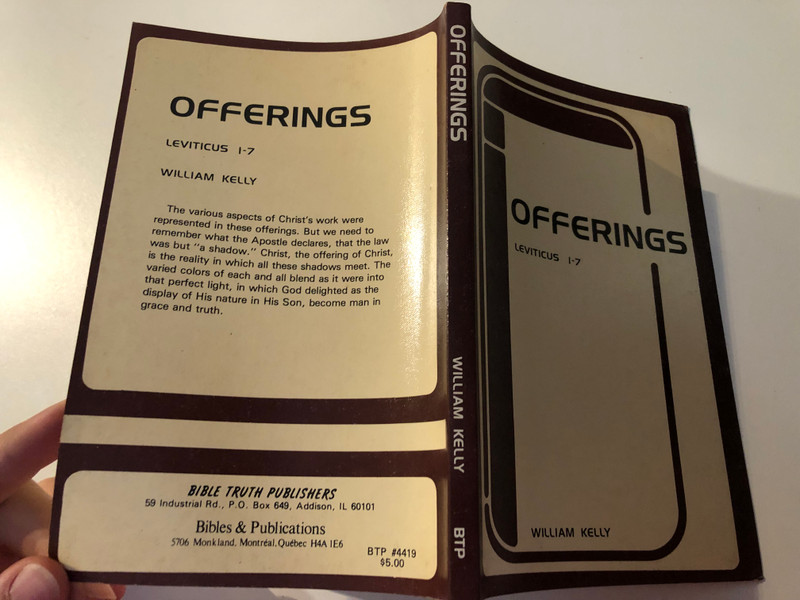 OFFERINGS
LEVITICUS 1-7
WILLIAM KELLY
The various aspects of Christ's work were
represented in these offerings. But we need to
remember what the Apostle declares, that the law
was but "a shadow." Christ, the offering of Christ,
is the reality in which all these shadows meet. The
varied colors of each and all blend as it were into
that perfect light, in which God delighted as the
display of His nature in His Son, become man in
grace and truth.
BIBLE TRUTH PUBLISHERS
59 Industrial Rd., P.O. Box 649, Addison, IL 60101
Bibles & Publications
5706 Monkland, Montréal, Québec H4A 1E6
BTP #4419
$5.00
OFFERINGS
WILLIAM KELLY
BTP
OFFERINGS
LEVITICUS 1-7
WILLIAM KELLY